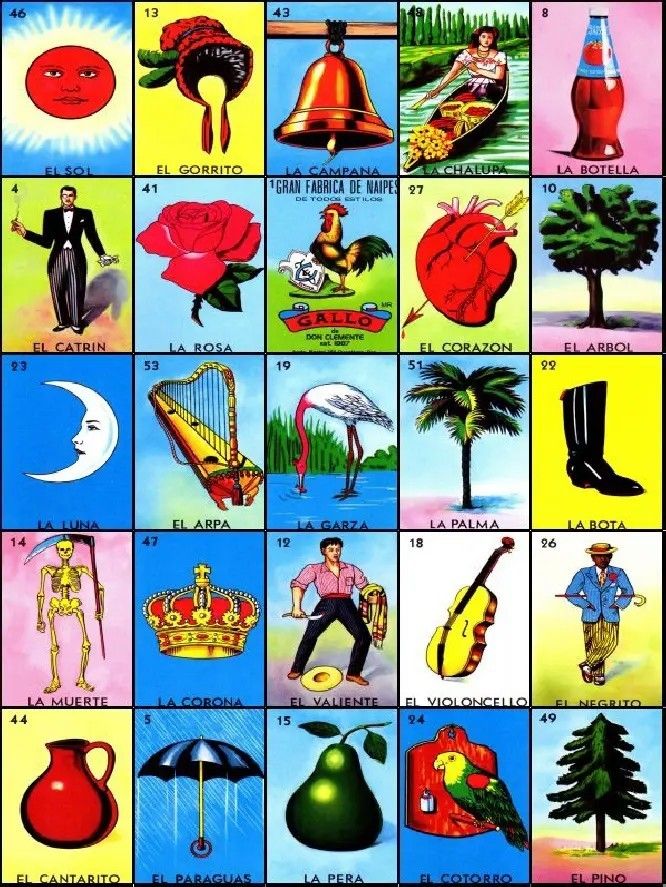 46
EL SOL
13
EL GORRITO
43
LA CAMPANA
48
LA CHALUPA
8
LA BOTELLA
4
EL CATRIN
41
LA ROSA
1
GRAN FABRICA DE NAIPES
DE TODOS ESTILOS
MR
GALLO
de
DON CLEMENTE
27
EL CORAZON
10
EL ARBOL
23
LA LUNA
53
EL ARPA
19
LA GARZA
51
LA PALMA
22
LA BOTA
14
LA MUERTE
47
LA CORONA
12
EL VALIENTE
18
EL VIOLONCELLO
26
EL NEGRITO
44
EL CANTARITO
5
EL PARAGUAS
15
LA PERA
24
EL COTORRO
49
EL PINO